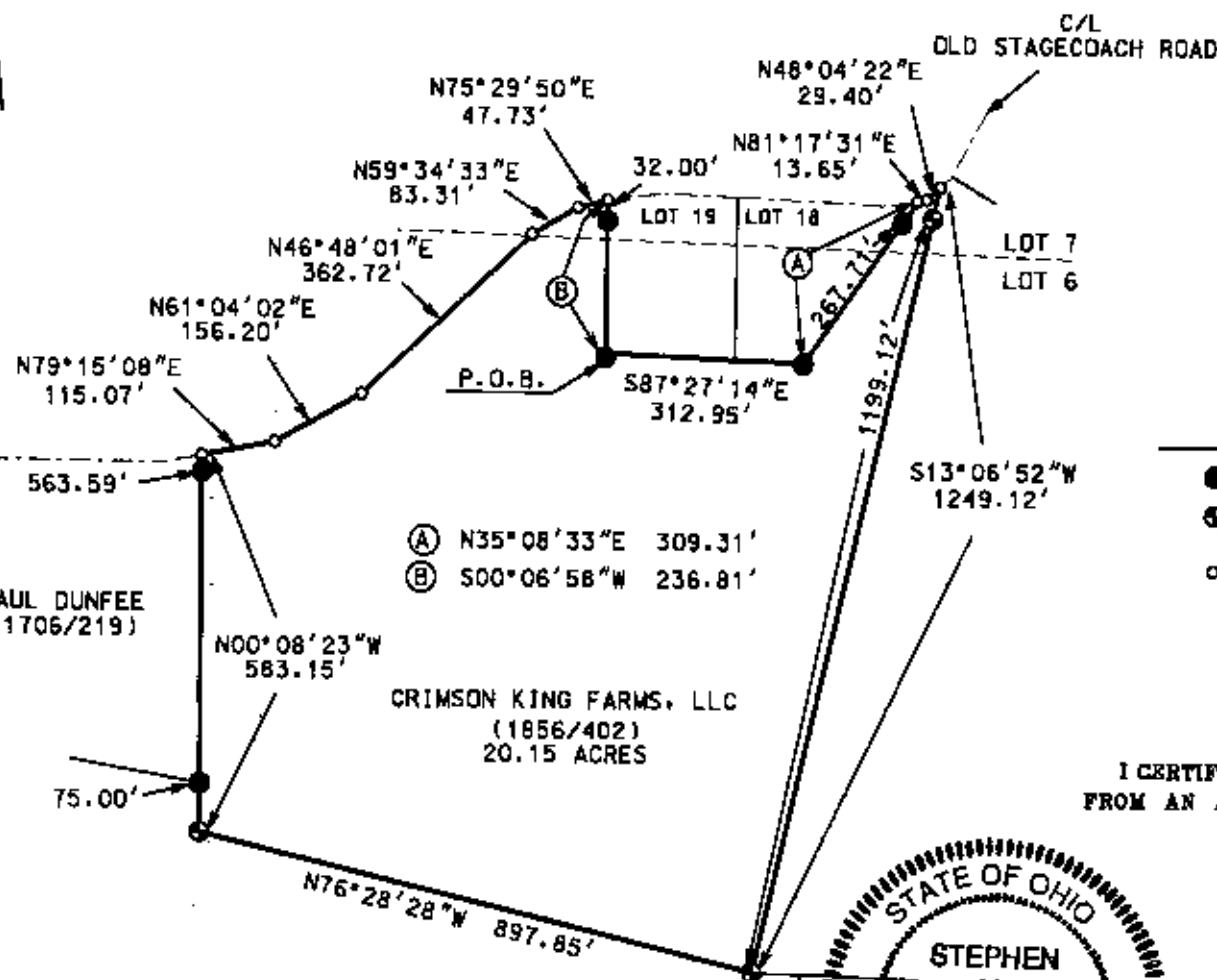 C/L
OLD STAGECOACH ROAD
N48°04'22"E
29.40'
N75°29'50"E
47.73'
N81°17'31"E
13.65'
32.00'
N59°34'33"E
83.31'
LOT 19
LOT 18
LOT 7
LOT 6
N46°48'01"E
362.72'
A
267.71'
B
N61°04'02"E
156.20'
1199.12'
N79°15'08"E
115.07'
P.O.B.
S87°27'14"E
312.95'
563.59'
S13°06'52"W
1249.12'
A N35°08'33"E 309.31'
B S00°06'58"W 236.81'
AUL DUNFEE
1706/219)
N00°08'23"W
583.15'
CRIMSON KING FARMS, LLC
(1856/402)
20.15 ACRES
75.00'
I CERTIF
FROM AN
N76°28'28"W 897.85'
STATE OF OHIO
STEPHEN